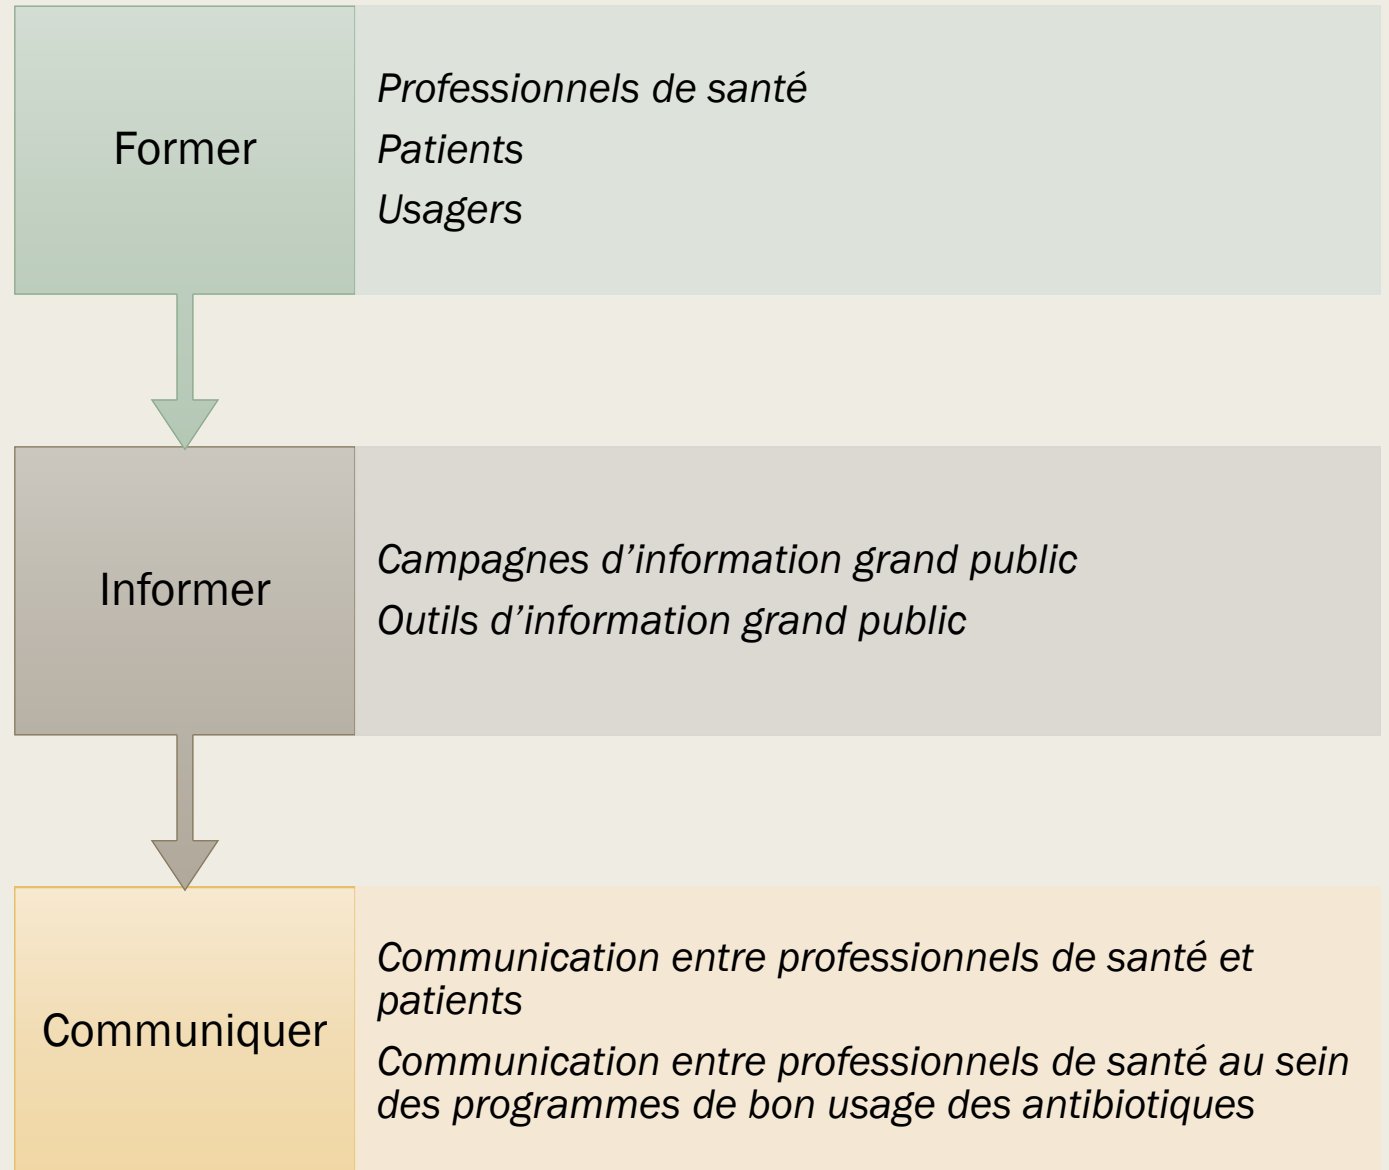 Former
Professionnels de santé
Patients
Usagers
Informer
Campagnes d’information grand public
Outils d’information grand public
Communiquer
Communication entre professionnels de santé et
patients
Communication entre professionnels de santé au sein
des programmes de bon usage des antibiotiques